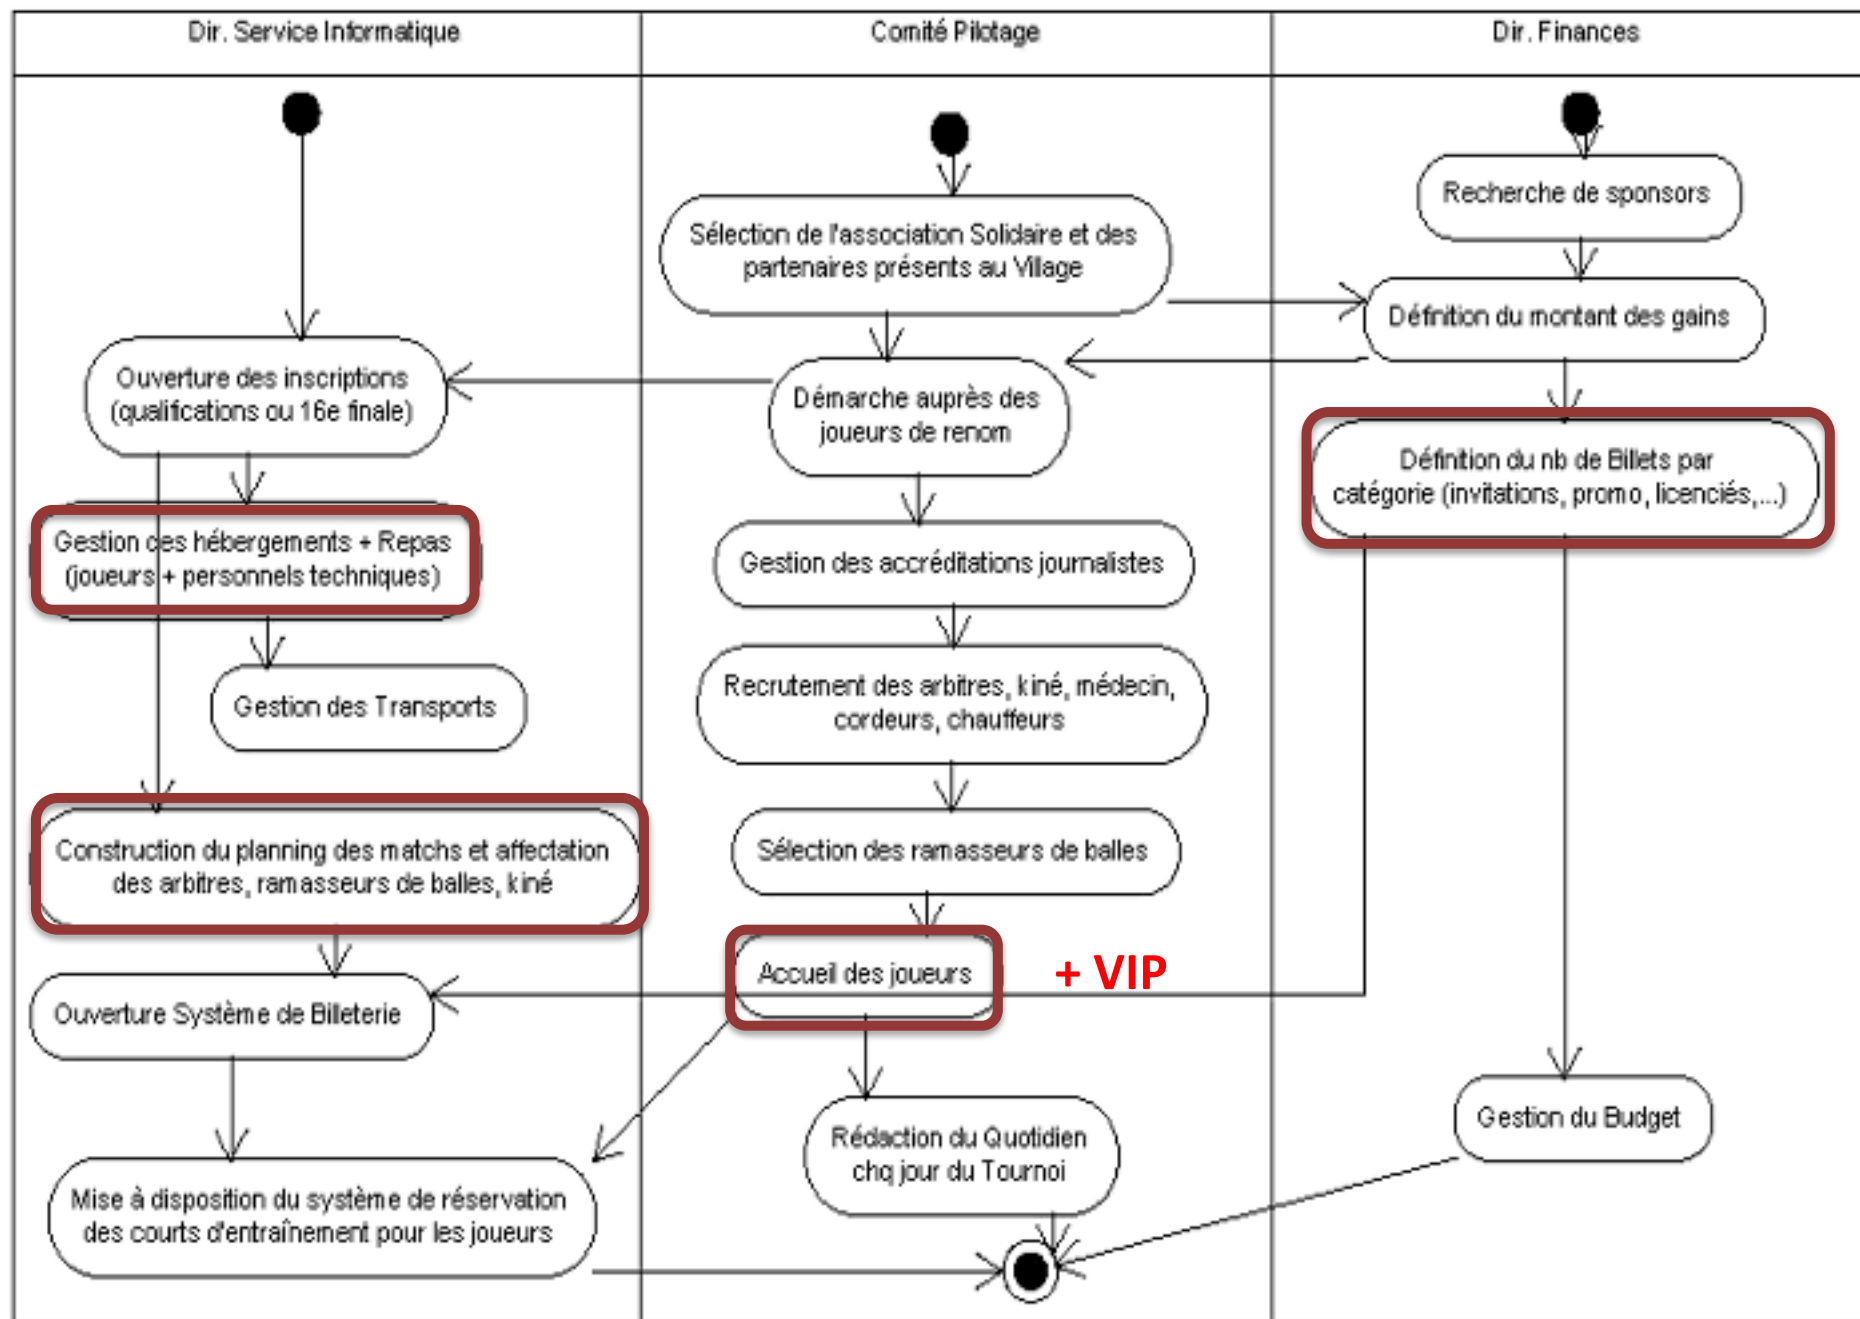 Dir. Service Informatique
Comité Pilotage
Dir. Finances
Recherche de sponsors
Sélection de l'association Solidaire et des
partenaires présents au Village
Définition du montant des gains
Ouverture des inscriptions
(qualifications ou 16e finale)
Démarche auprès des
joueurs de renom
Définition du nb de Billets par
catégorie (invitations, promo, licenciés,...)
Gestion des hébergements + Repas
(joueurs + personnels techniques)
Gestion des accréditations journalistes
Gestion des Transports
Recrutement des arbitres, kiné, médecin,
cordeurs, chauffeurs
Construction du planning des matchs et affectation
des arbitres, ramasseurs de balles, kiné
Sélection des ramasseurs de balles
Accueil des joueurs
+ VIP
Ouverture Système de Billeterie
Rédaction du Quotidien
chq jour du Tournoi
Gestion du Budget
Mise à disposition du système de réservation
des courts d'entraînement pour les joueurs